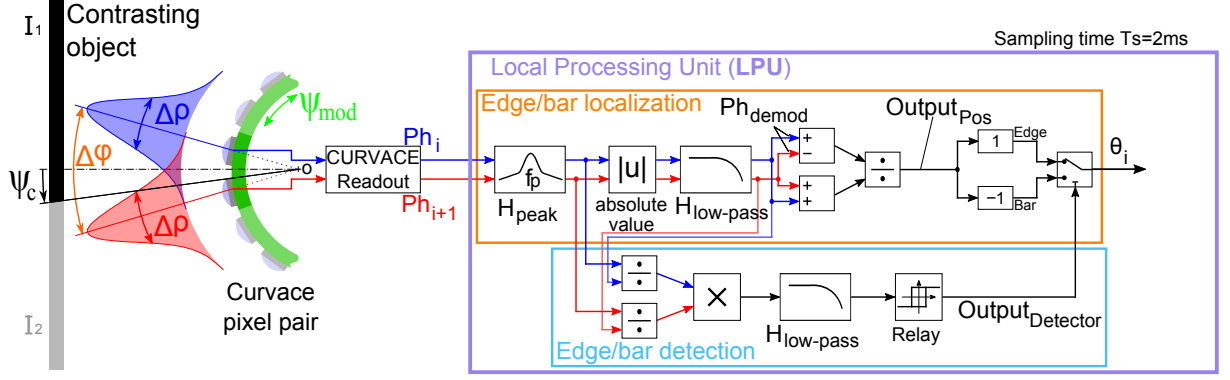 I₁
Contrasting
object
Sampling time Ts=2ms
Local Processing Unit (LPU)
Edge/bar localization
Δρ
Ψmod
Phdemod
OutputPos
Δφ
Phi
CURVACE
Readout
Phi+1
o
fp
Hpeak
|u|
absolute
value
Hlow-pass
+
−
+
+
÷
1
Edge
−1
Bar
θi
Ψc
Δρ
I₂
Curvace
pixel pair
÷
÷
×
Hlow-pass
Relay
OutputDetector
Edge/bar detection